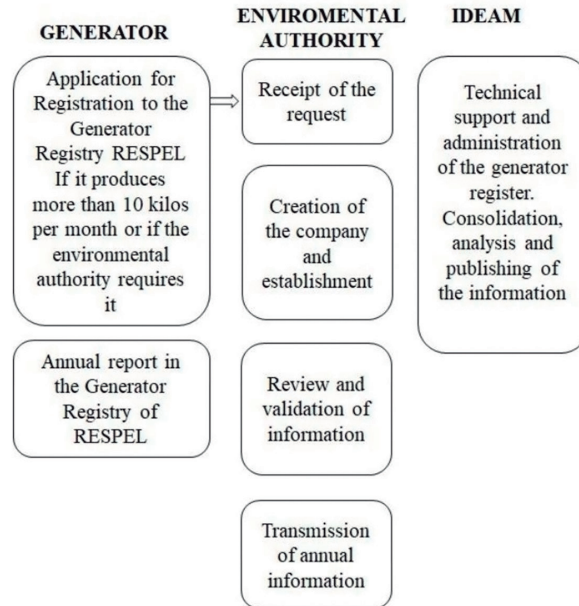 GENERATOR
Application for
Registration to the
Generator
Registry RESPEL
If it produces
more than 10 kilos
per month or if the
environmental
authority requires
it
Annual report in
the Generator
Registry of
RESPEL
ENVIROMENTAL
AUTHORITY
Receipt of the
request
Creation of
the company
and
establishment
Review and
validation of
information
Transmission
of annual
information
IDEAM
Technical
support and
administration
of the generator
register.
Consolidation,
analysis and
publishing of
the information